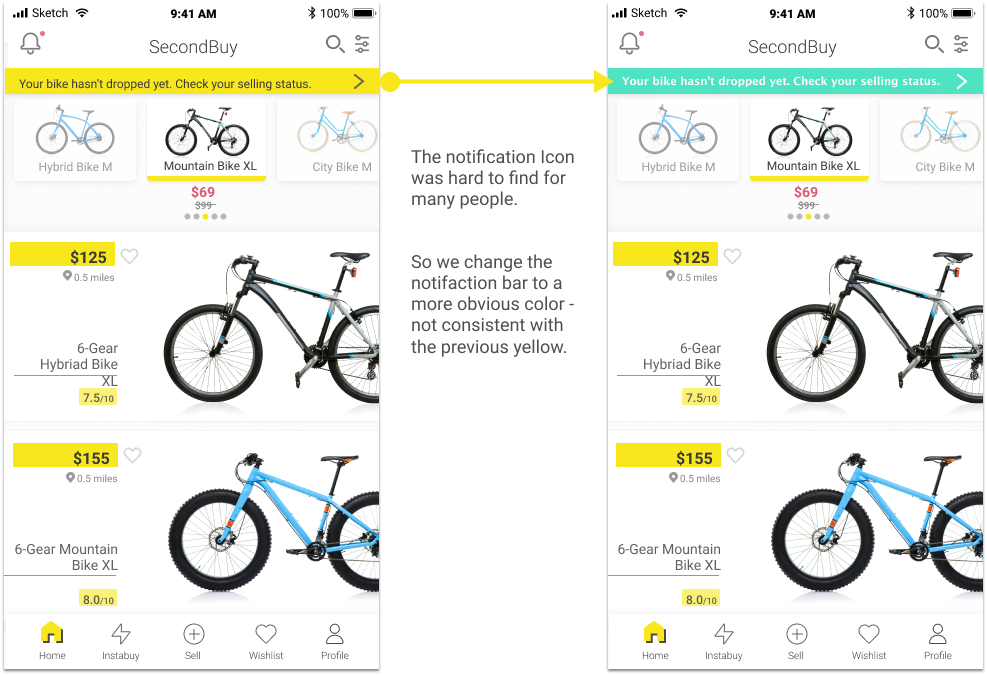 Sketch 9:41 AM 100%
SecondBuy
Your bike hasn't dropped yet. Check your selling status.
Hybrid Bike M
Mountain Bike XL
City Bike M
$69
$99
$125
0.5 miles
6-Gear
Hybriad Bike
XL
7.5/10
$155
0.5 miles
6-Gear Mountain
Bike XL
8.0/10
Home Instabuy Sell Wishlist Profile
The notification Icon
was hard to find for
many people.
So we change the
notifaction bar to a
more obvious color -
not consistent with
the previous yellow.
Sketch 9:41 AM 100%
SecondBuy
Your bike hasn't dropped yet. Check your selling status.
Hybrid Bike M
Mountain Bike XL
City Bike M
$69
$99
$125
0.5 miles
6-Gear
Hybriad Bike
XL
7.5/10
$155
0.5 miles
6-Gear Mountain
Bike XL
8.0/10
Home Instabuy Sell Wishlist Profile